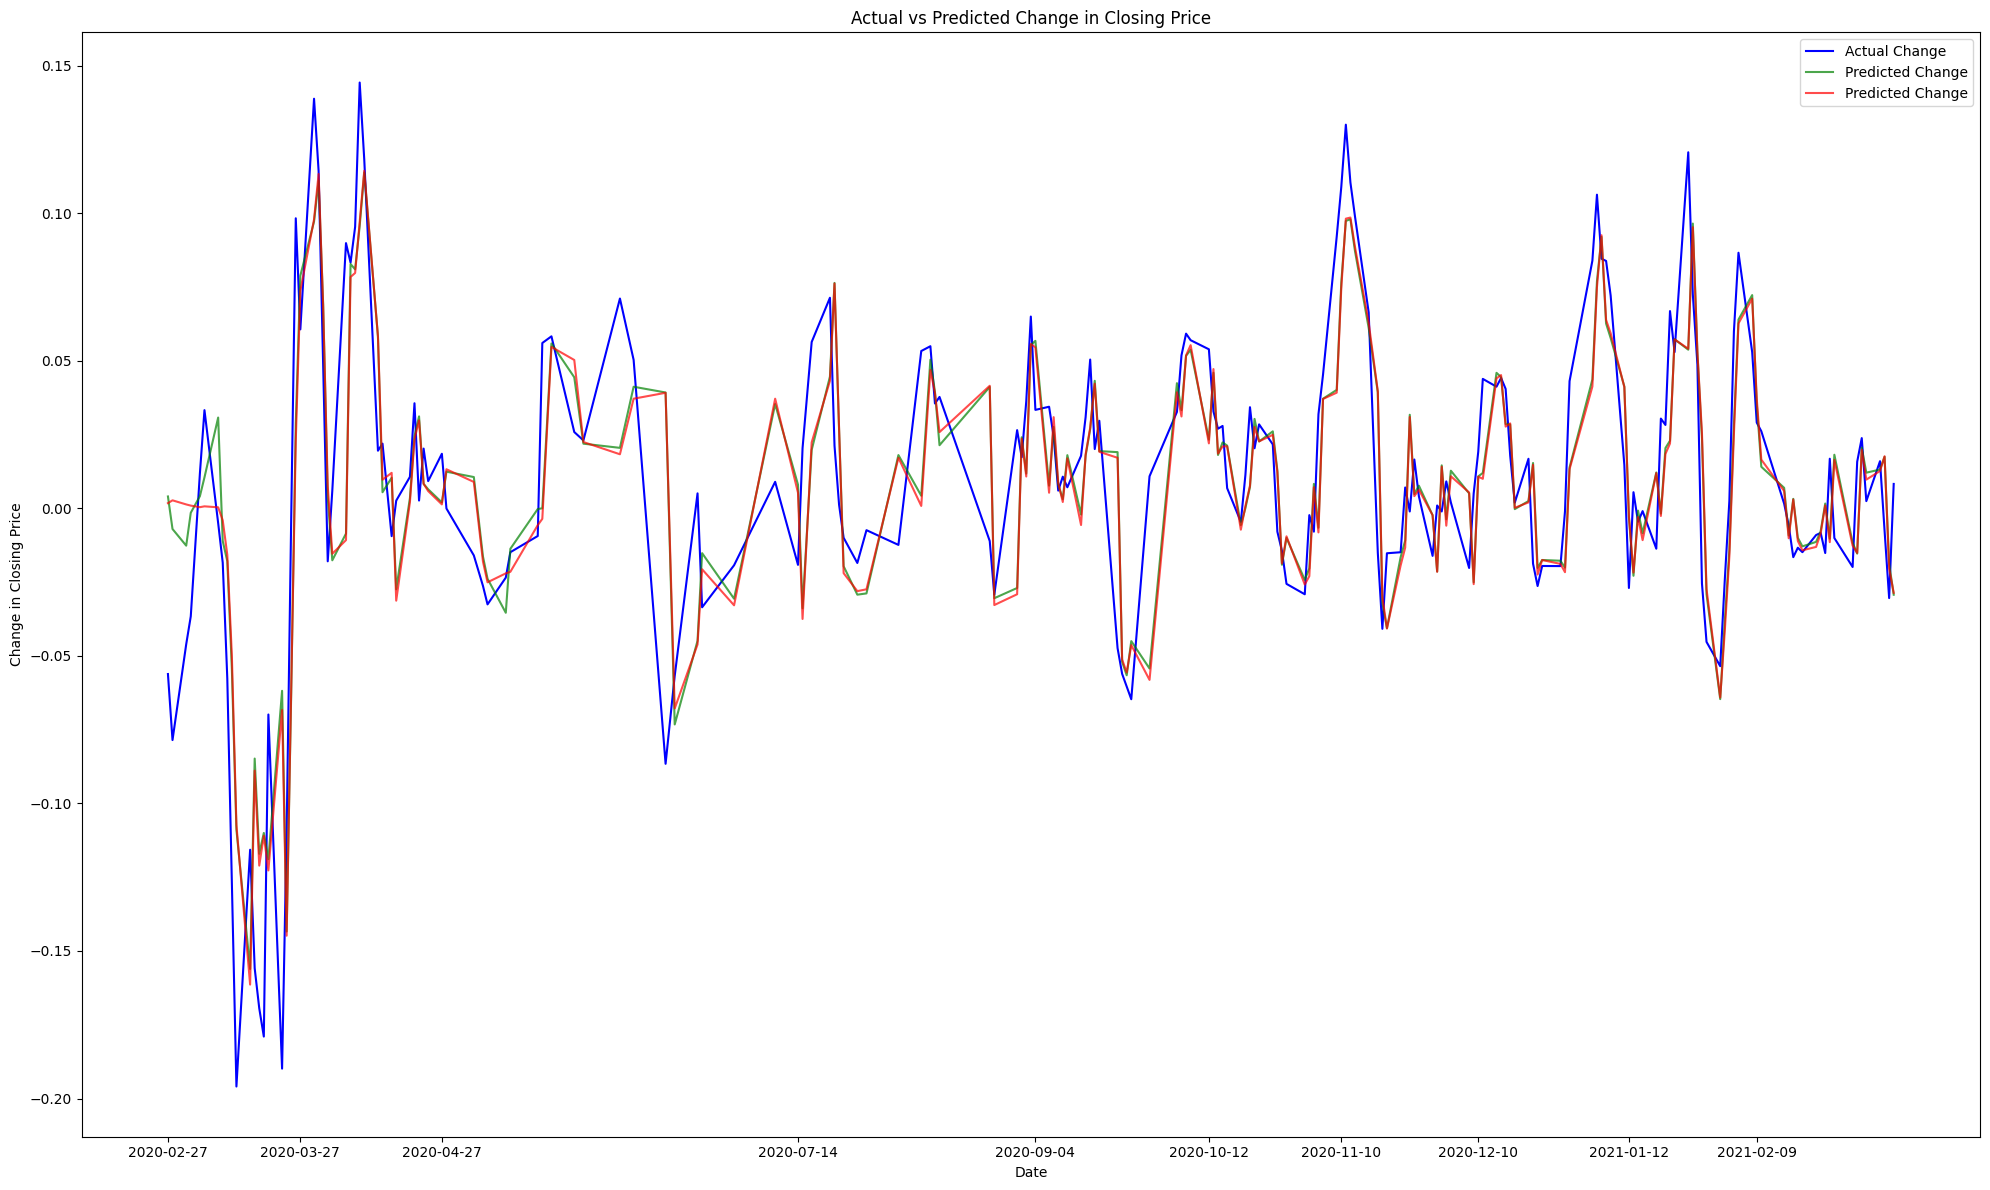 Actual vs Predicted Change in Closing Price
Actual Change
Predicted Change
Predicted Change
0.15
0.10
0.05
0.00
−0.05
−0.10
−0.15
−0.20
Change in Closing Price
2020-02-27 2020-03-27 2020-04-27 2020-07-14 2020-09-04 2020-10-12 2020-11-10 2020-12-10 2021-01-12 2021-02-09
Date